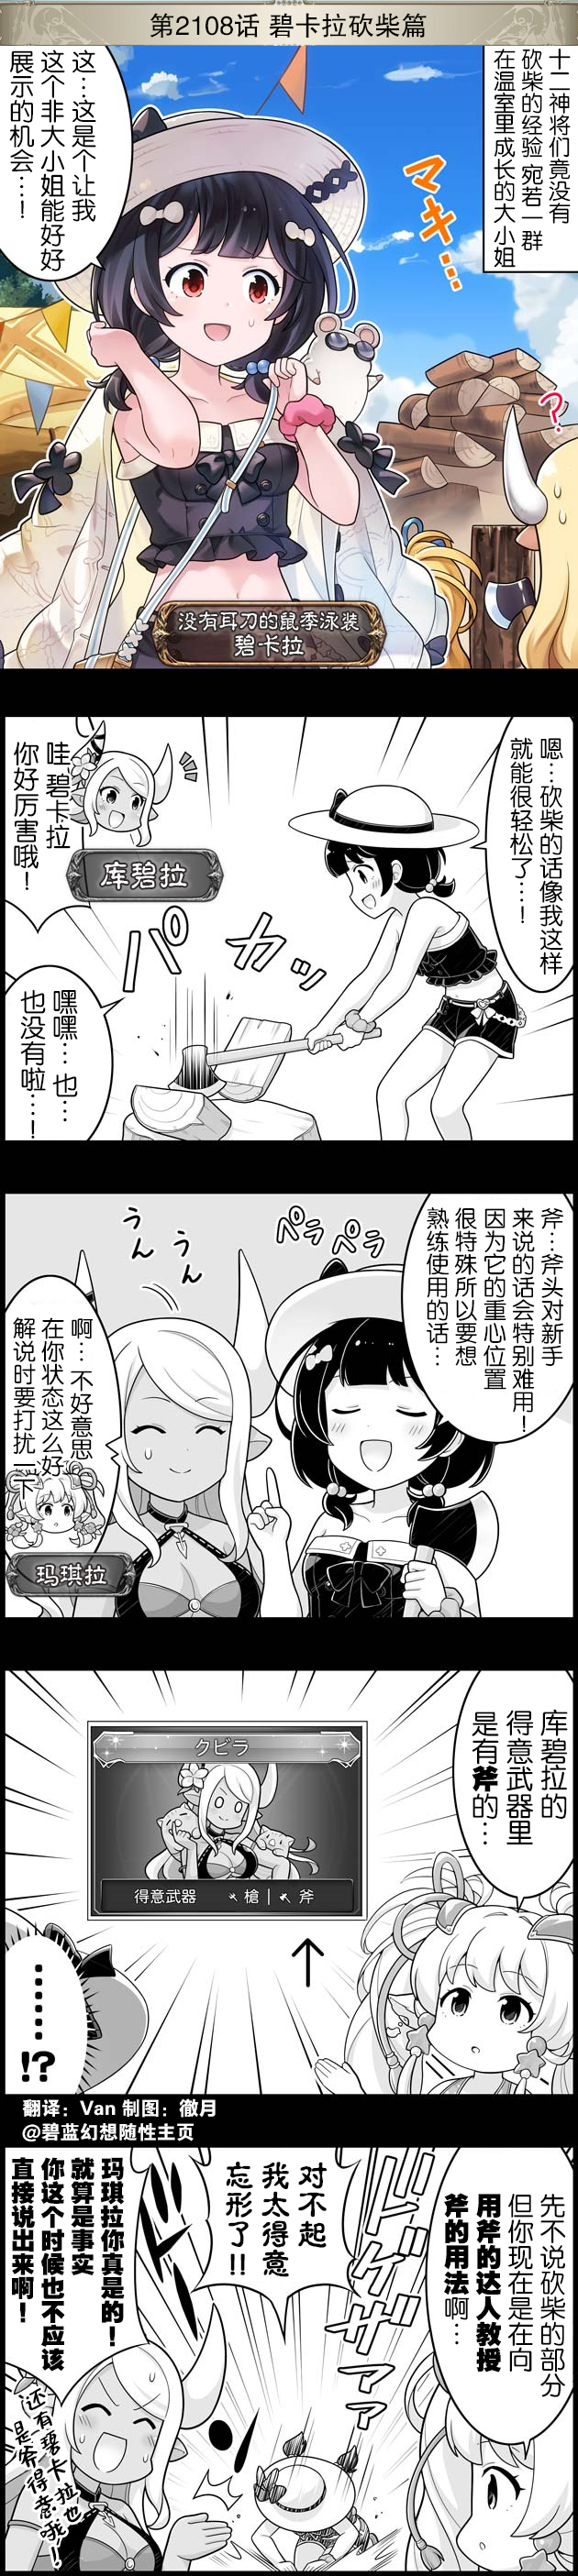 第2108话 碧卡拉砍柴篇
十二神将们竟没有
砍柴的经验 宛若一群
在温室里成长的大小姐
マキ…
这…这是个让我
这个非大小姐能好好
展示的机会…!
?
没有耳刀的鼠季泳装
碧卡拉
嗯…砍柴的话像我这样
就能很轻松了…!
哇 碧卡拉
你好厉害哦!
库碧拉
カッ
パ
嘿嘿…也…
也没有啦…!
斧…斧头对新手
来说的话会特别难用!
因为它的重心位置
很特殊所以要想
熟练使用的话…
ペラペラ
うん
うん
啊…不好意思
在你状态这么好
解说时要打扰一下
玛琪拉
库碧拉的
得意武器里
是有斧的…
クビラ
得意武器 槍 | 斧
↑
……!?
翻译：Van 制图：徹月
@碧蓝幻想随性主页
先不说砍柴的部分
但你现在是在向
用斧的达人教授
斧的用法啊…
ドゲザァァ
对不起
我太得意
忘形了!!
玛琪拉你真是的!
就算是事实
你这个时候也不应该
直接说出来啊!
还有碧卡拉也
是斧得意哦!